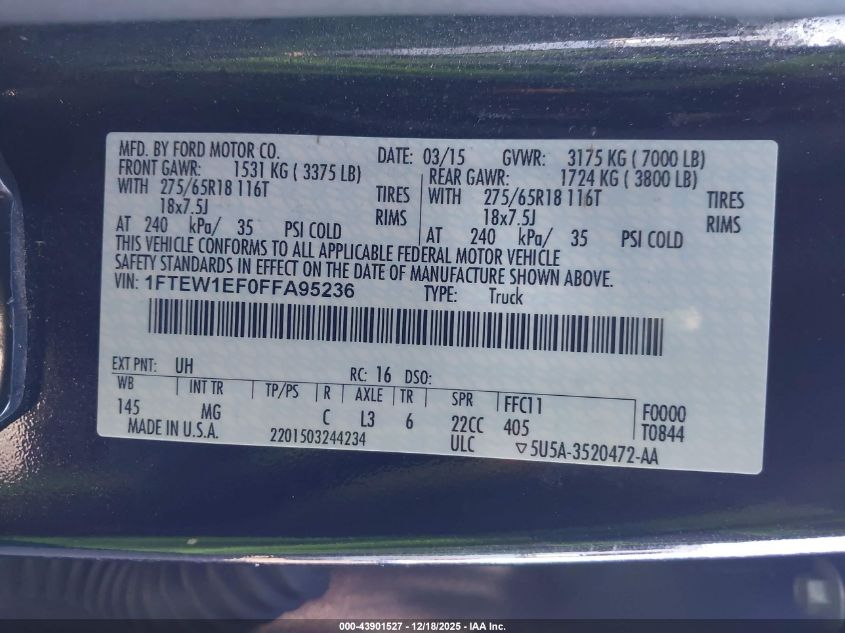 MFD. BY FORD MOTOR CO. DATE: 03/15 GVWR: 3175 KG ( 7000 LB)
FRONT GAWR: 1531 KG ( 3375 LB) REAR GAWR: 1724 KG ( 3800 LB)
WITH 275/65R18 116T TIRES WITH 275/65R18 116T TIRES
18x7.5J RIMS 18x7.5J RIMS
AT 240 kPa/ 35 PSI COLD AT 240 kPa/ 35 PSI COLD
THIS VEHICLE CONFORMS TO ALL APPLICABLE FEDERAL MOTOR VEHICLE
SAFETY STANDARDS IN EFFECT ON THE DATE OF MANUFACTURE SHOWN ABOVE.
VIN: 1FTEW1EF0FFA95236 TYPE: Truck
EXT PNT: UH RC: 16 DSO:
WB INT TR TP/PS R AXLE TR SPR FFC11 F0000
145 MG C L3 6 22CC 405 T0844
MADE IN U.S.A. 2201503244234 ULC ▽5U5A-3520472-AA
000-43901527 - 12/18/2025 - IAA Inc.